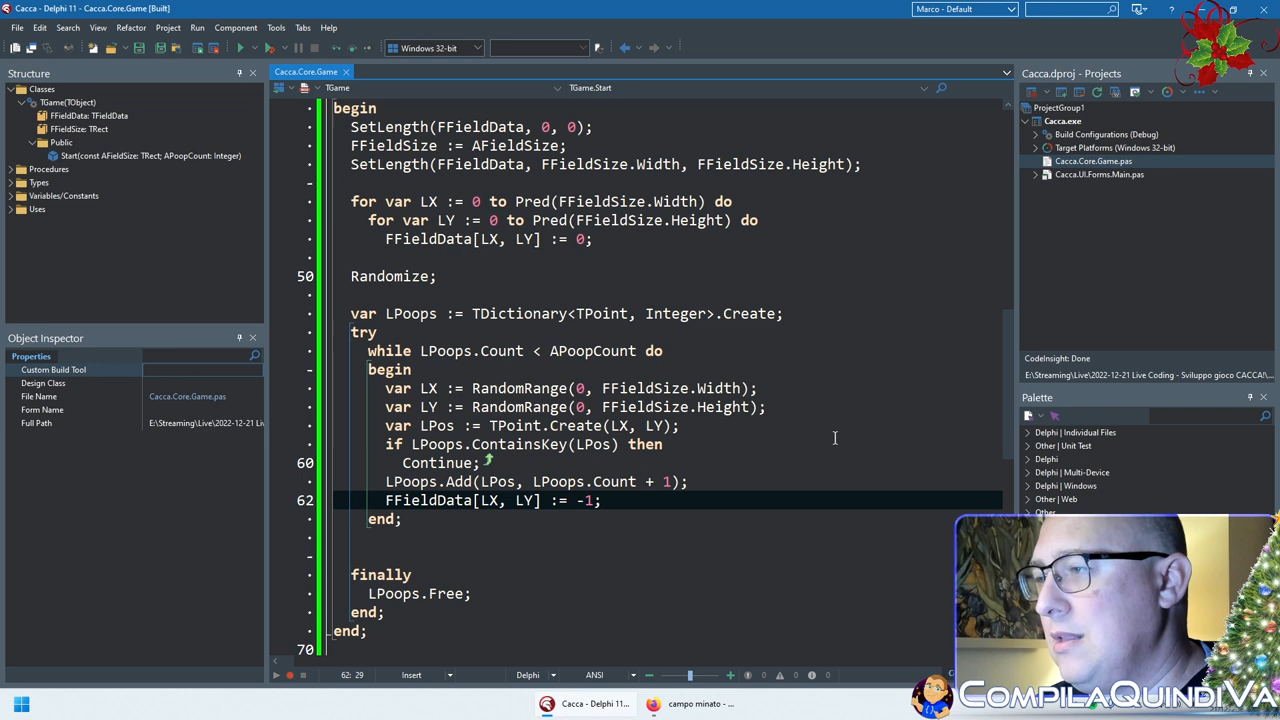 Cacca - Delphi 11 - Cacca.Core.Game [Built]
Marco - Default
File Edit Search View Refactor Project Run Component Tools Tabs Help
Windows 32-bit
Structure
Classes
TGame(TObject)
FFieldData: TFieldData
FFieldSize: TRect
Public
Start(const AFieldSize: TRect, APoopCount: Integer)
Procedures
Types
Variables/Constants
Uses
Object Inspector
Properties
Custom Build Tool
Design Class
File Name Cacca.Core.Game.pas
Form Name
Full Path E:\Streaming\Live\2022-12-21 Liv
Cacca.Core.Game
TGame TGame.Start
begin
SetLength(FFieldData, 0, 0);
FFieldSize := AFieldSize;
SetLength(FFieldData, FFieldSize.Width, FFieldSize.Height);
for var LX := 0 to Pred(FFieldSize.Width) do
for var LY := 0 to Pred(FFieldSize.Height) do
FFieldData[LX, LY] := 0;
50 Randomize;
var LPoops := TDictionary<TPoint, Integer>.Create;
try
while LPoops.Count < APoopCount do
begin
var LX := RandomRange(0, FFieldSize.Width);
var LY := RandomRange(0, FFieldSize.Height);
var LPos := TPoint.Create(LX, LY);
if LPoops.ContainsKey(LPos) then
60 Continue;
LPoops.Add(LPos, LPoops.Count + 1);
62 FFieldData[LX, LY] := -1;
end;
finally
LPoops.Free;
end;
end;
70
62: 29 Insert Delphi ANSI 0 0 0
Cacca.dproj - Projects
ProjectGroup1
Cacca.exe
Build Configurations (Debug)
Target Platforms (Windows 32-bit)
Cacca.Core.Game.pas
Cacca.UI.Forms.Main.pas
CodeInsight: Done
E:\Streaming\Live\2022-12-21 Live Coding - Sviluppo gioco CACCA!\
Palette
Delphi | Individual Files
Other | Unit Test
Delphi
Delphi | Multi-Device
Other | Web
Other
Cacca - Delphi 11...
campo minato - ...
COMPILAQUINDIVA